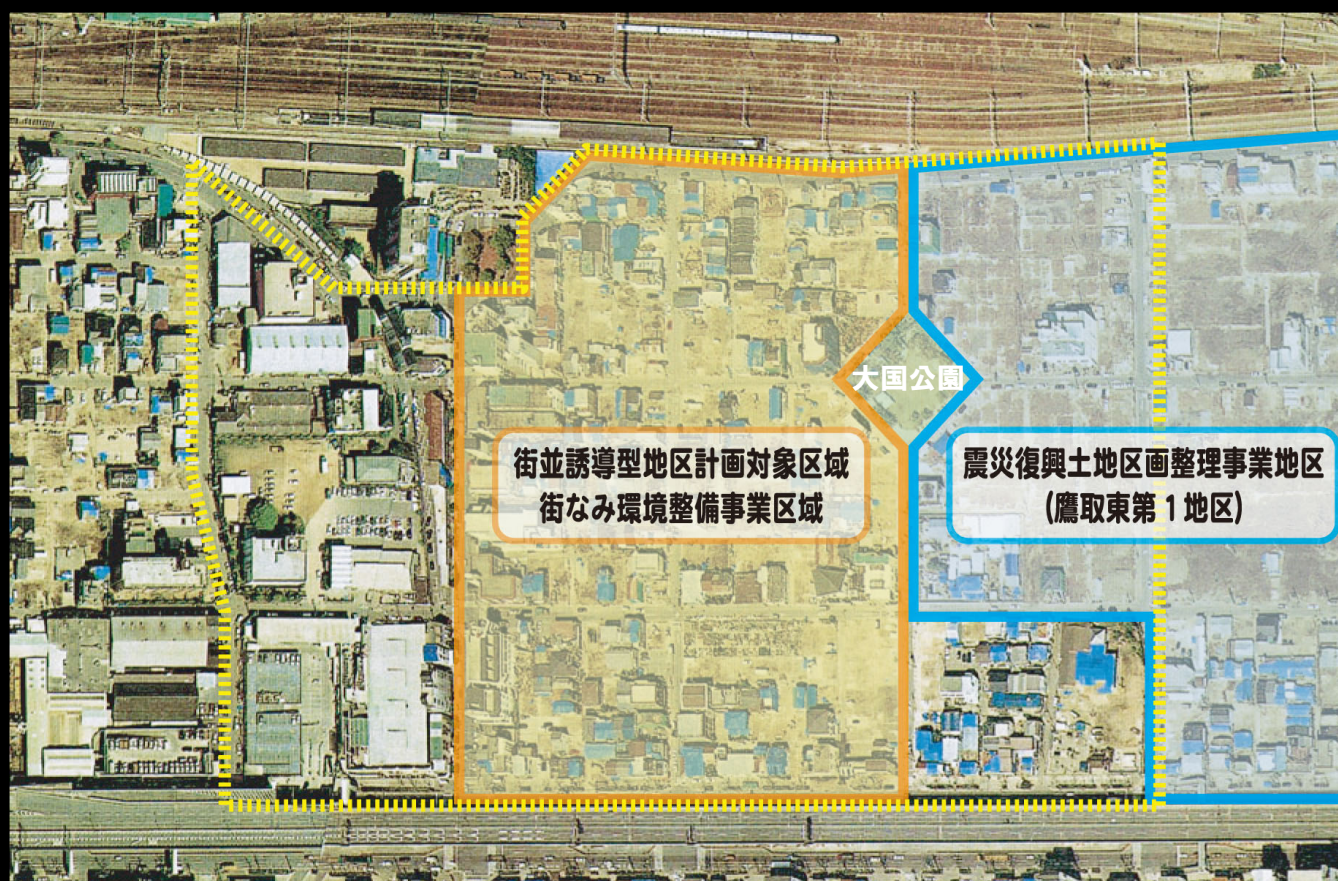 大国公園
街並誘導型地区計画対象区域
街なみ環境整備事業区域
震災復興土地区画整理事業地区
(鷹取東第1地区)